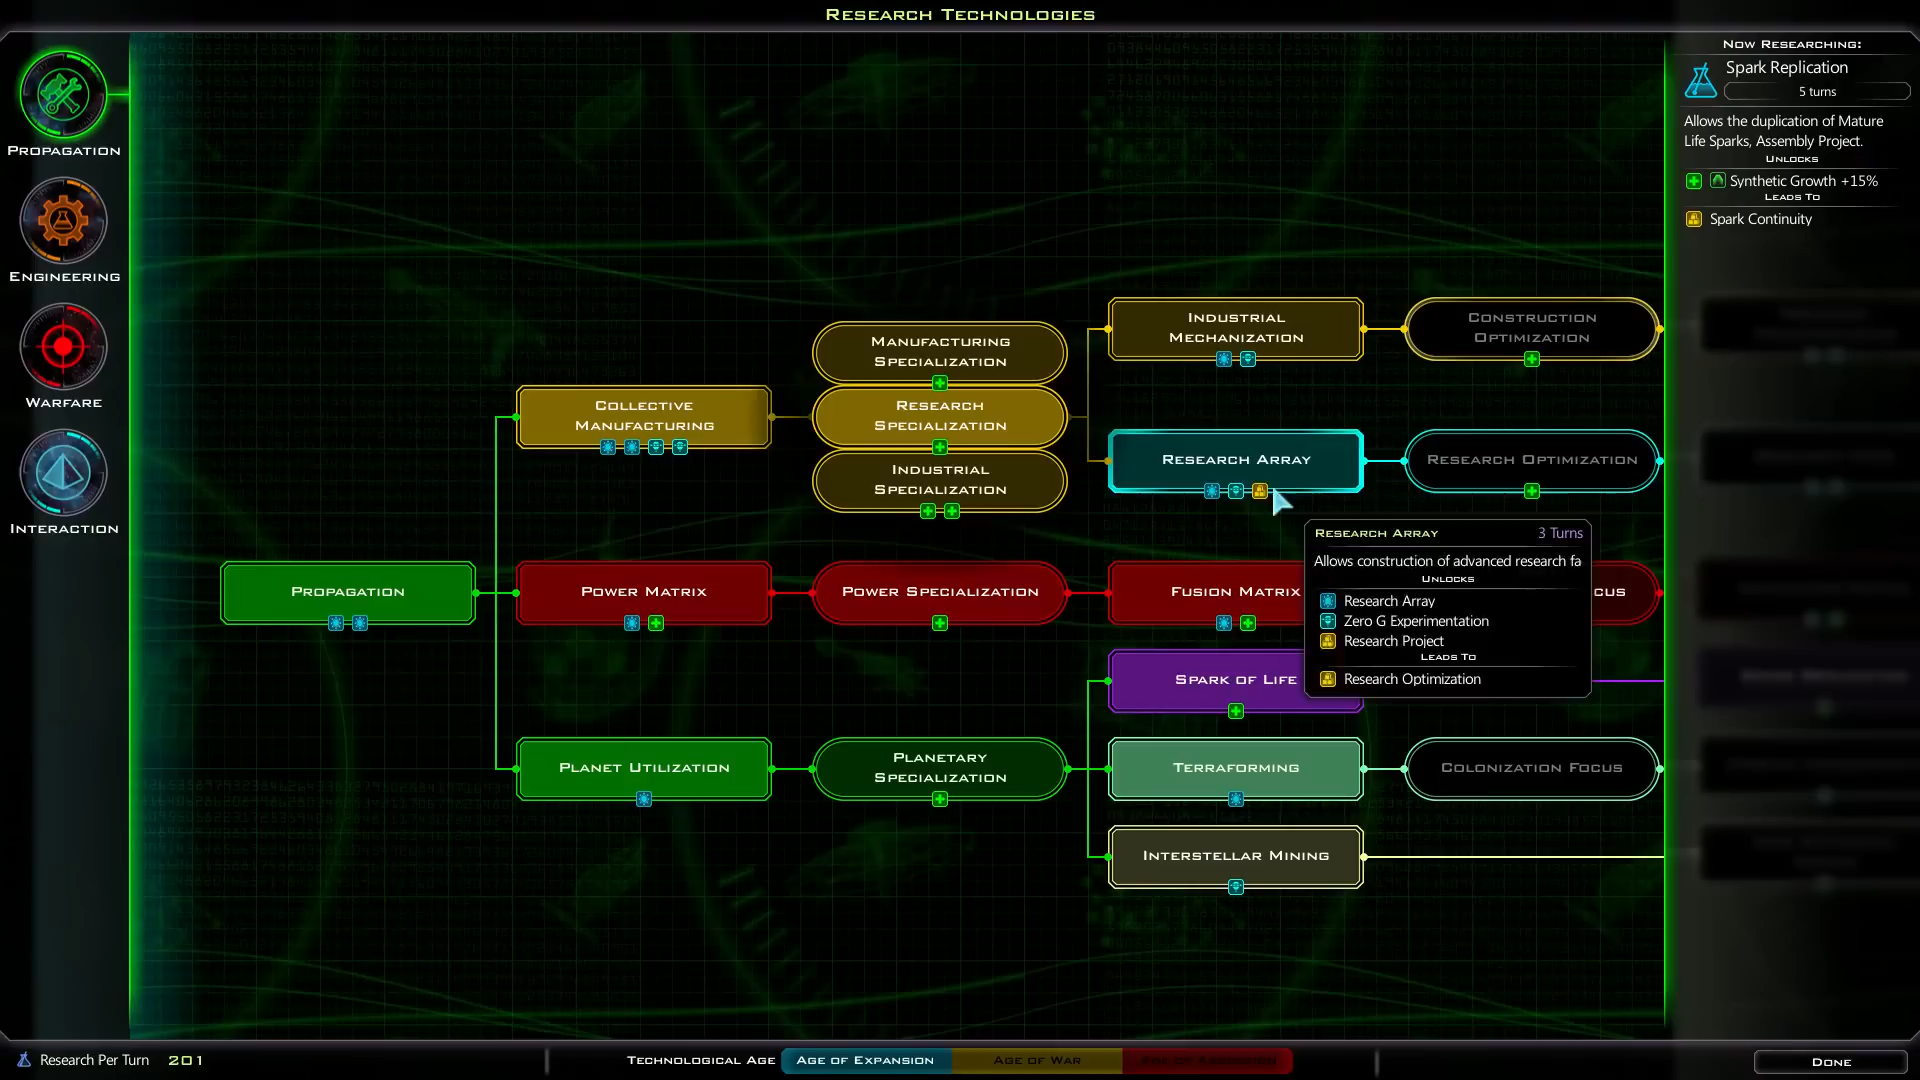 Research Technologies
Propagation
Engineering
Warfare
Interaction
Propagation
Collective
Manufacturing
Power Matrix
Planet Utilization
Manufacturing
Specialization
Research
Specialization
Industrial
Specialization
Power Specialization
Planetary
Specialization
Industrial
Mechanization
Research Array
Fusion Matrix
Spark of Life
Terraforming
Interstellar Mining
Construction
Optimization
Research Optimization
cus
Colonization Focus
Research Array 3 Turns
Allows construction of advanced research fa
Unlocks
Research Array
Zero G Experimentation
Research Project
Leads To
Research Optimization
Now Researching:
Spark Replication
5 turns
Allows the duplication of Mature
Life Sparks, Assembly Project.
Unlocks
Synthetic Growth +15%
Leads To
Spark Continuity
Research Per Turn 201
Technological Age Age of Expansion Age of War
Done